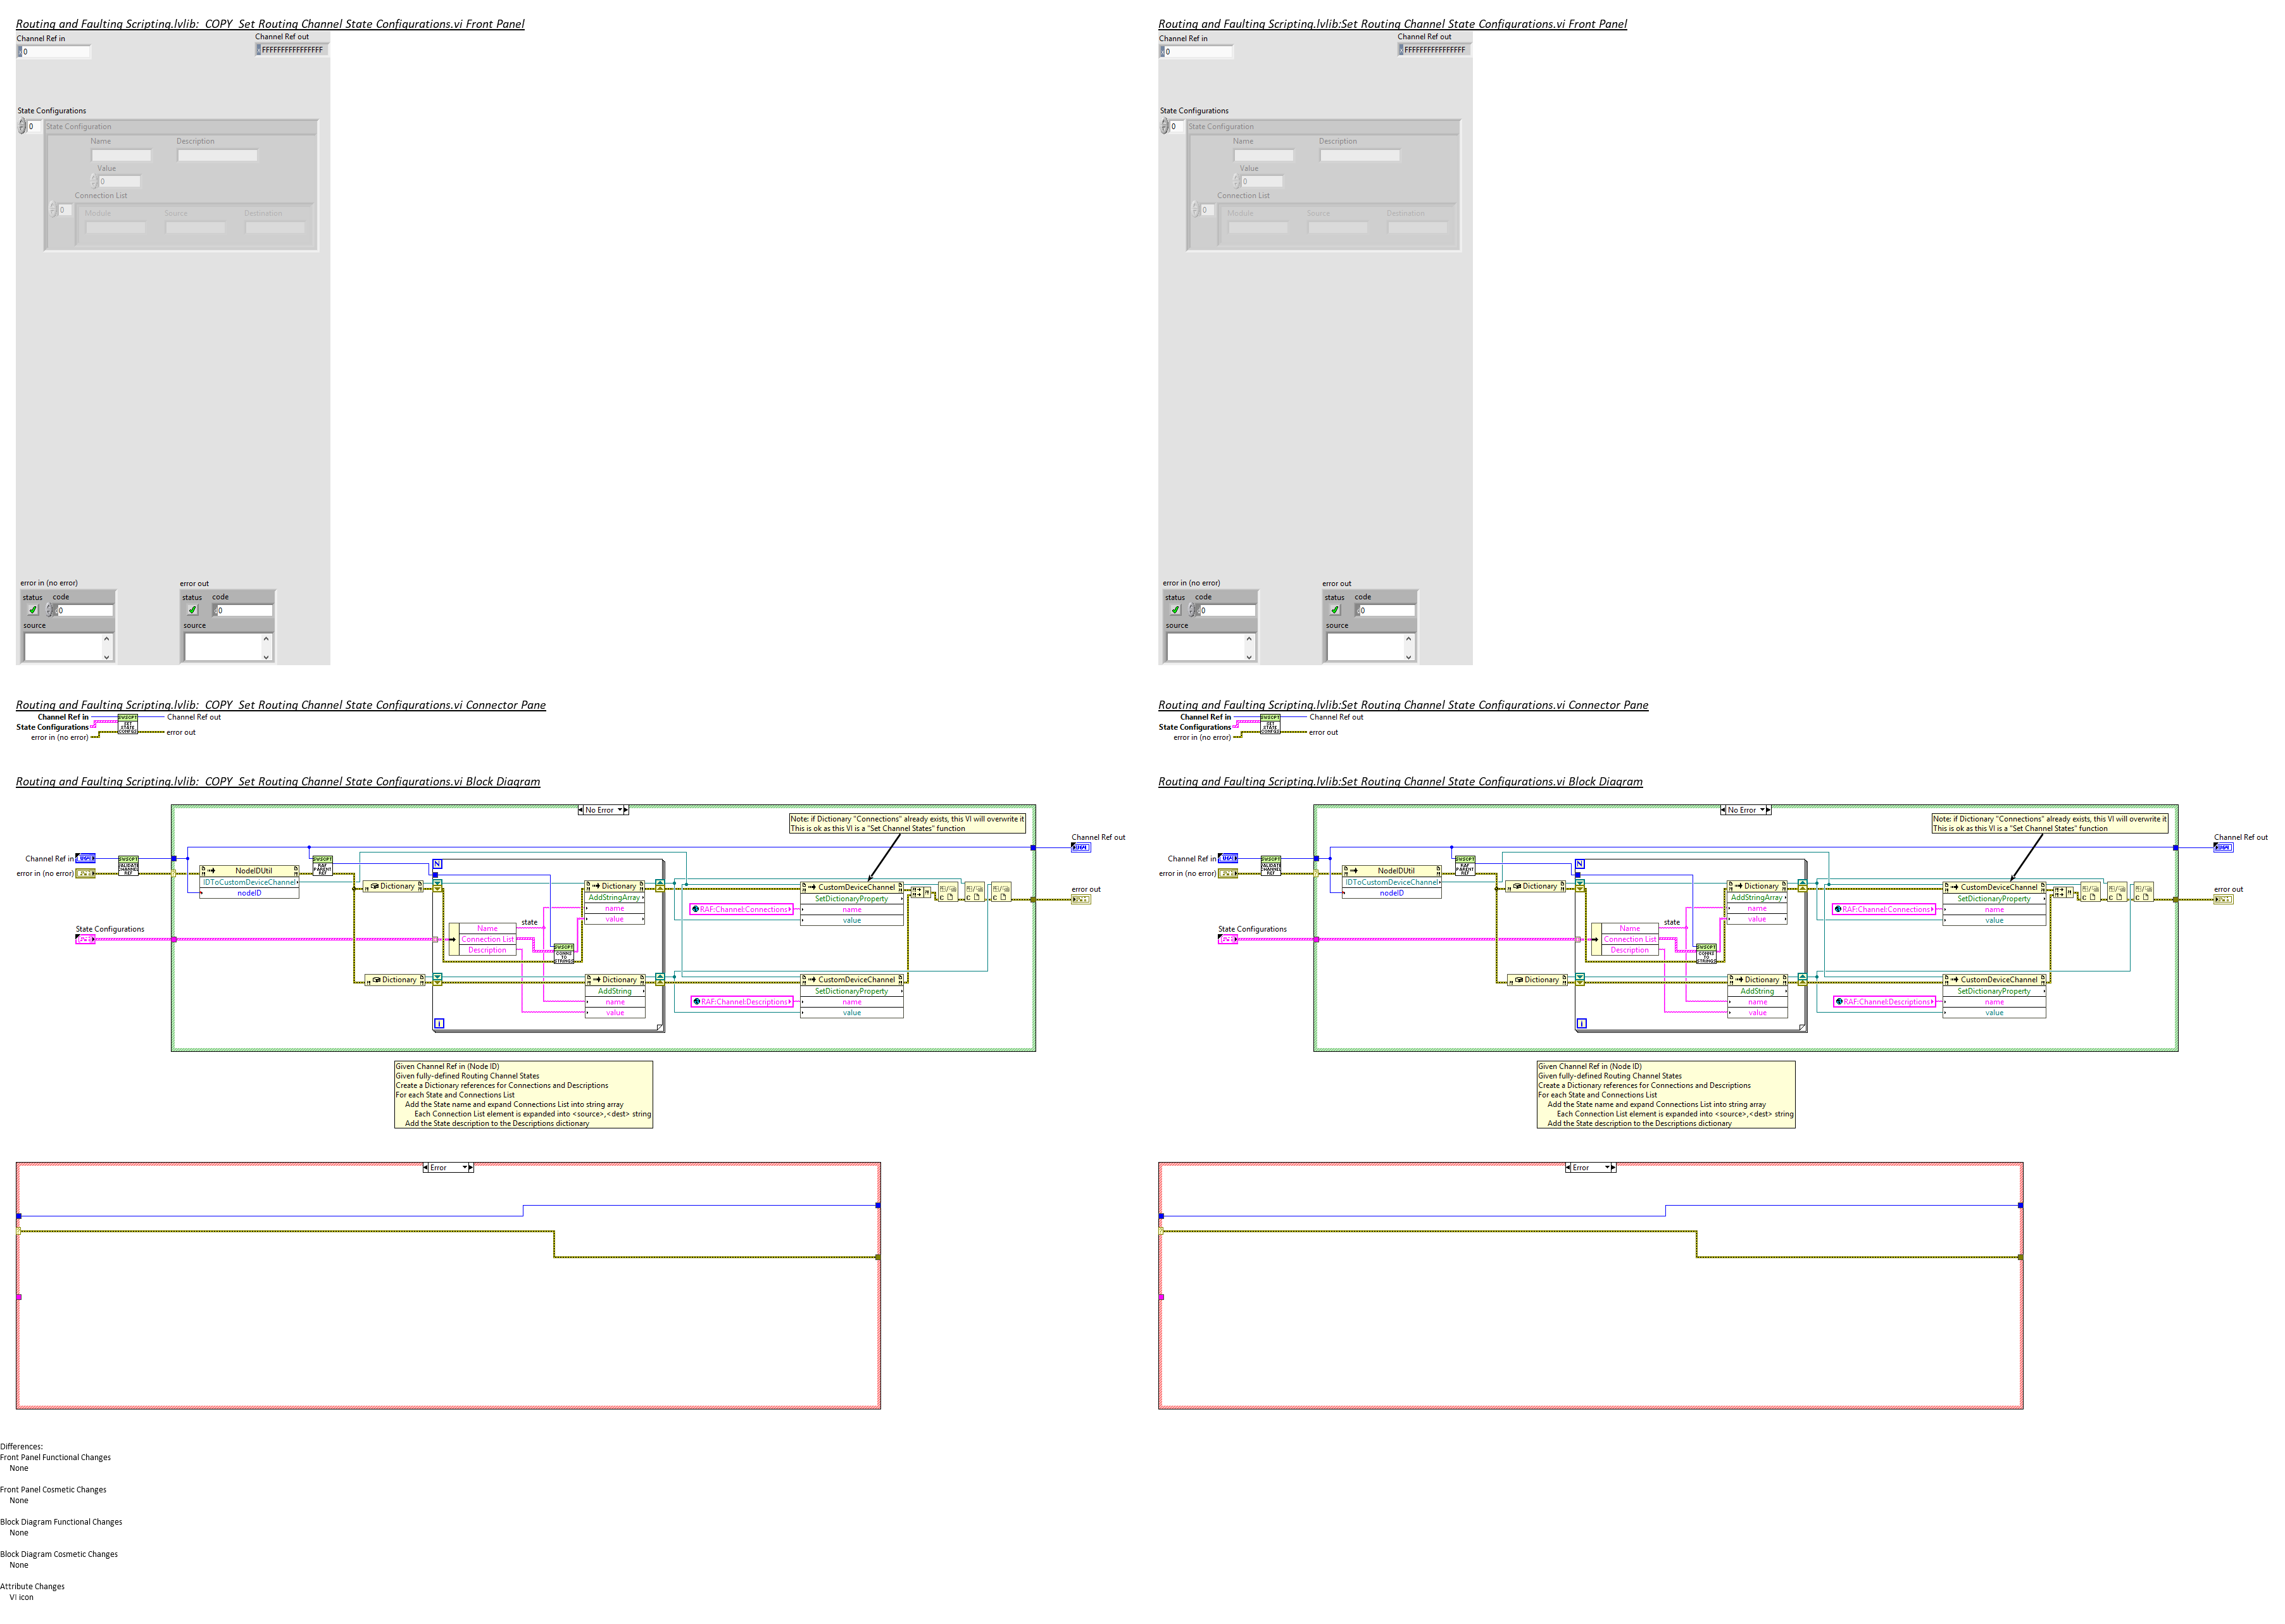 Routing and Faulting Scripting.lvlib:_COPY_Set Routing Channel State Configurations.vi Front Panel
Channel Ref in
0
Channel Ref out
FFFFFFFFFFFFFFFF
State Configurations
0
State Configuration
Name
Description
Value
0
Connection List
0
Module
Source
Destination
error in (no error)
status
code
0
source
error out
status
code
0
source
Routing and Faulting Scripting.lvlib:_COPY_Set Routing Channel State Configurations.vi Connector Pane
Channel Ref in
State Configurations
error in (no error)
Channel Ref out
error out
Routing and Faulting Scripting.lvlib:_COPY_Set Routing Channel State Configurations.vi Block Diagram
No Error
Note: if Dictionary "Connections" already exists, this VI will overwrite it
This is ok as this VI is a "Set Channel States" function
Channel Ref out
Channel Ref in
error in (no error)
NodeIDUtil
IDToCustomDeviceChannel
nodeID
N
Dictionary
Dictionary
AddStringArray
name
value
CustomDeviceChannel
SetDictionaryProperty
name
value
RAF:Channel:Connections
error out
State Configurations
state
Name
Connection List
Description
Dictionary
Dictionary
AddString
name
value
CustomDeviceChannel
SetDictionaryProperty
name
value
RAF:Channel:Descriptions
i
Given Channel Ref in (Node ID)
Given fully-defined Routing Channel States
Create a Dictionary references for Connections and Descriptions
For each State and Connections List
Add the State name and expand Connections List into string array
Each Connection List element is expanded into <source>,<dest> string
Add the State description to the Descriptions dictionary
Error
Differences:
Front Panel Functional Changes
None
Front Panel Cosmetic Changes
None
Block Diagram Functional Changes
None
Block Diagram Cosmetic Changes
None
Attribute Changes
VI icon
Routing and Faulting Scripting.lvlib:Set Routing Channel State Configurations.vi Front Panel
Channel Ref in
0
Channel Ref out
FFFFFFFFFFFFFFFF
State Configurations
0
State Configuration
Name
Description
Value
0
Connection List
0
Module
Source
Destination
error in (no error)
status
code
0
source
error out
status
code
0
source
Routing and Faulting Scripting.lvlib:Set Routing Channel State Configurations.vi Connector Pane
Channel Ref in
State Configurations
error in (no error)
Channel Ref out
error out
Routing and Faulting Scripting.lvlib:Set Routing Channel State Configurations.vi Block Diagram
No Error
Note: if Dictionary "Connections" already exists, this VI will overwrite it
This is ok as this VI is a "Set Channel States" function
Channel Ref out
Channel Ref in
error in (no error)
NodeIDUtil
IDToCustomDeviceChannel
nodeID
N
Dictionary
Dictionary
AddStringArray
name
value
CustomDeviceChannel
SetDictionaryProperty
name
value
RAF:Channel:Connections
error out
State Configurations
state
Name
Connection List
Description
Dictionary
Dictionary
AddString
name
value
CustomDeviceChannel
SetDictionaryProperty
name
value
RAF:Channel:Descriptions
i
Given Channel Ref in (Node ID)
Given fully-defined Routing Channel States
Create a Dictionary references for Connections and Descriptions
For each State and Connections List
Add the State name and expand Connections List into string array
Each Connection List element is expanded into <source>,<dest> string
Add the State description to the Descriptions dictionary
Error